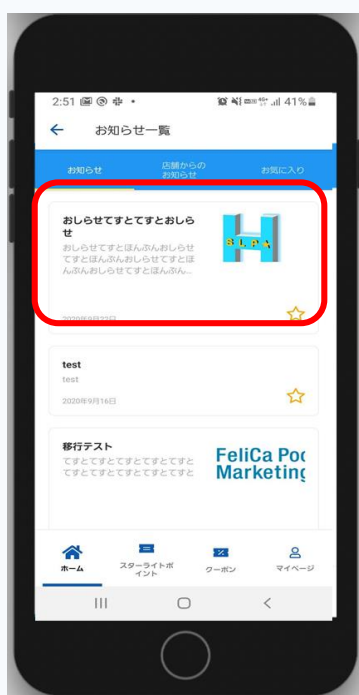 2:51
41%
お知らせ一覧
お知らせ
店舗からの
お知らせ
お気に入り
おしらせてすとてすとおしら
せ
おしらせてすとほんぶんおしらせ
てすとほんぶんおしらせてすとほ
んぶんおしらせてすとほんぶん...
H
BLPA
test
test
2020年9月16日
移行テスト
てすとてすとてすとてすとてすと
てすとてすとてすとてすとてすと
FeliCa Poc
Marketing
ホーム
スターライトポ
イント
クーポン
マイページ